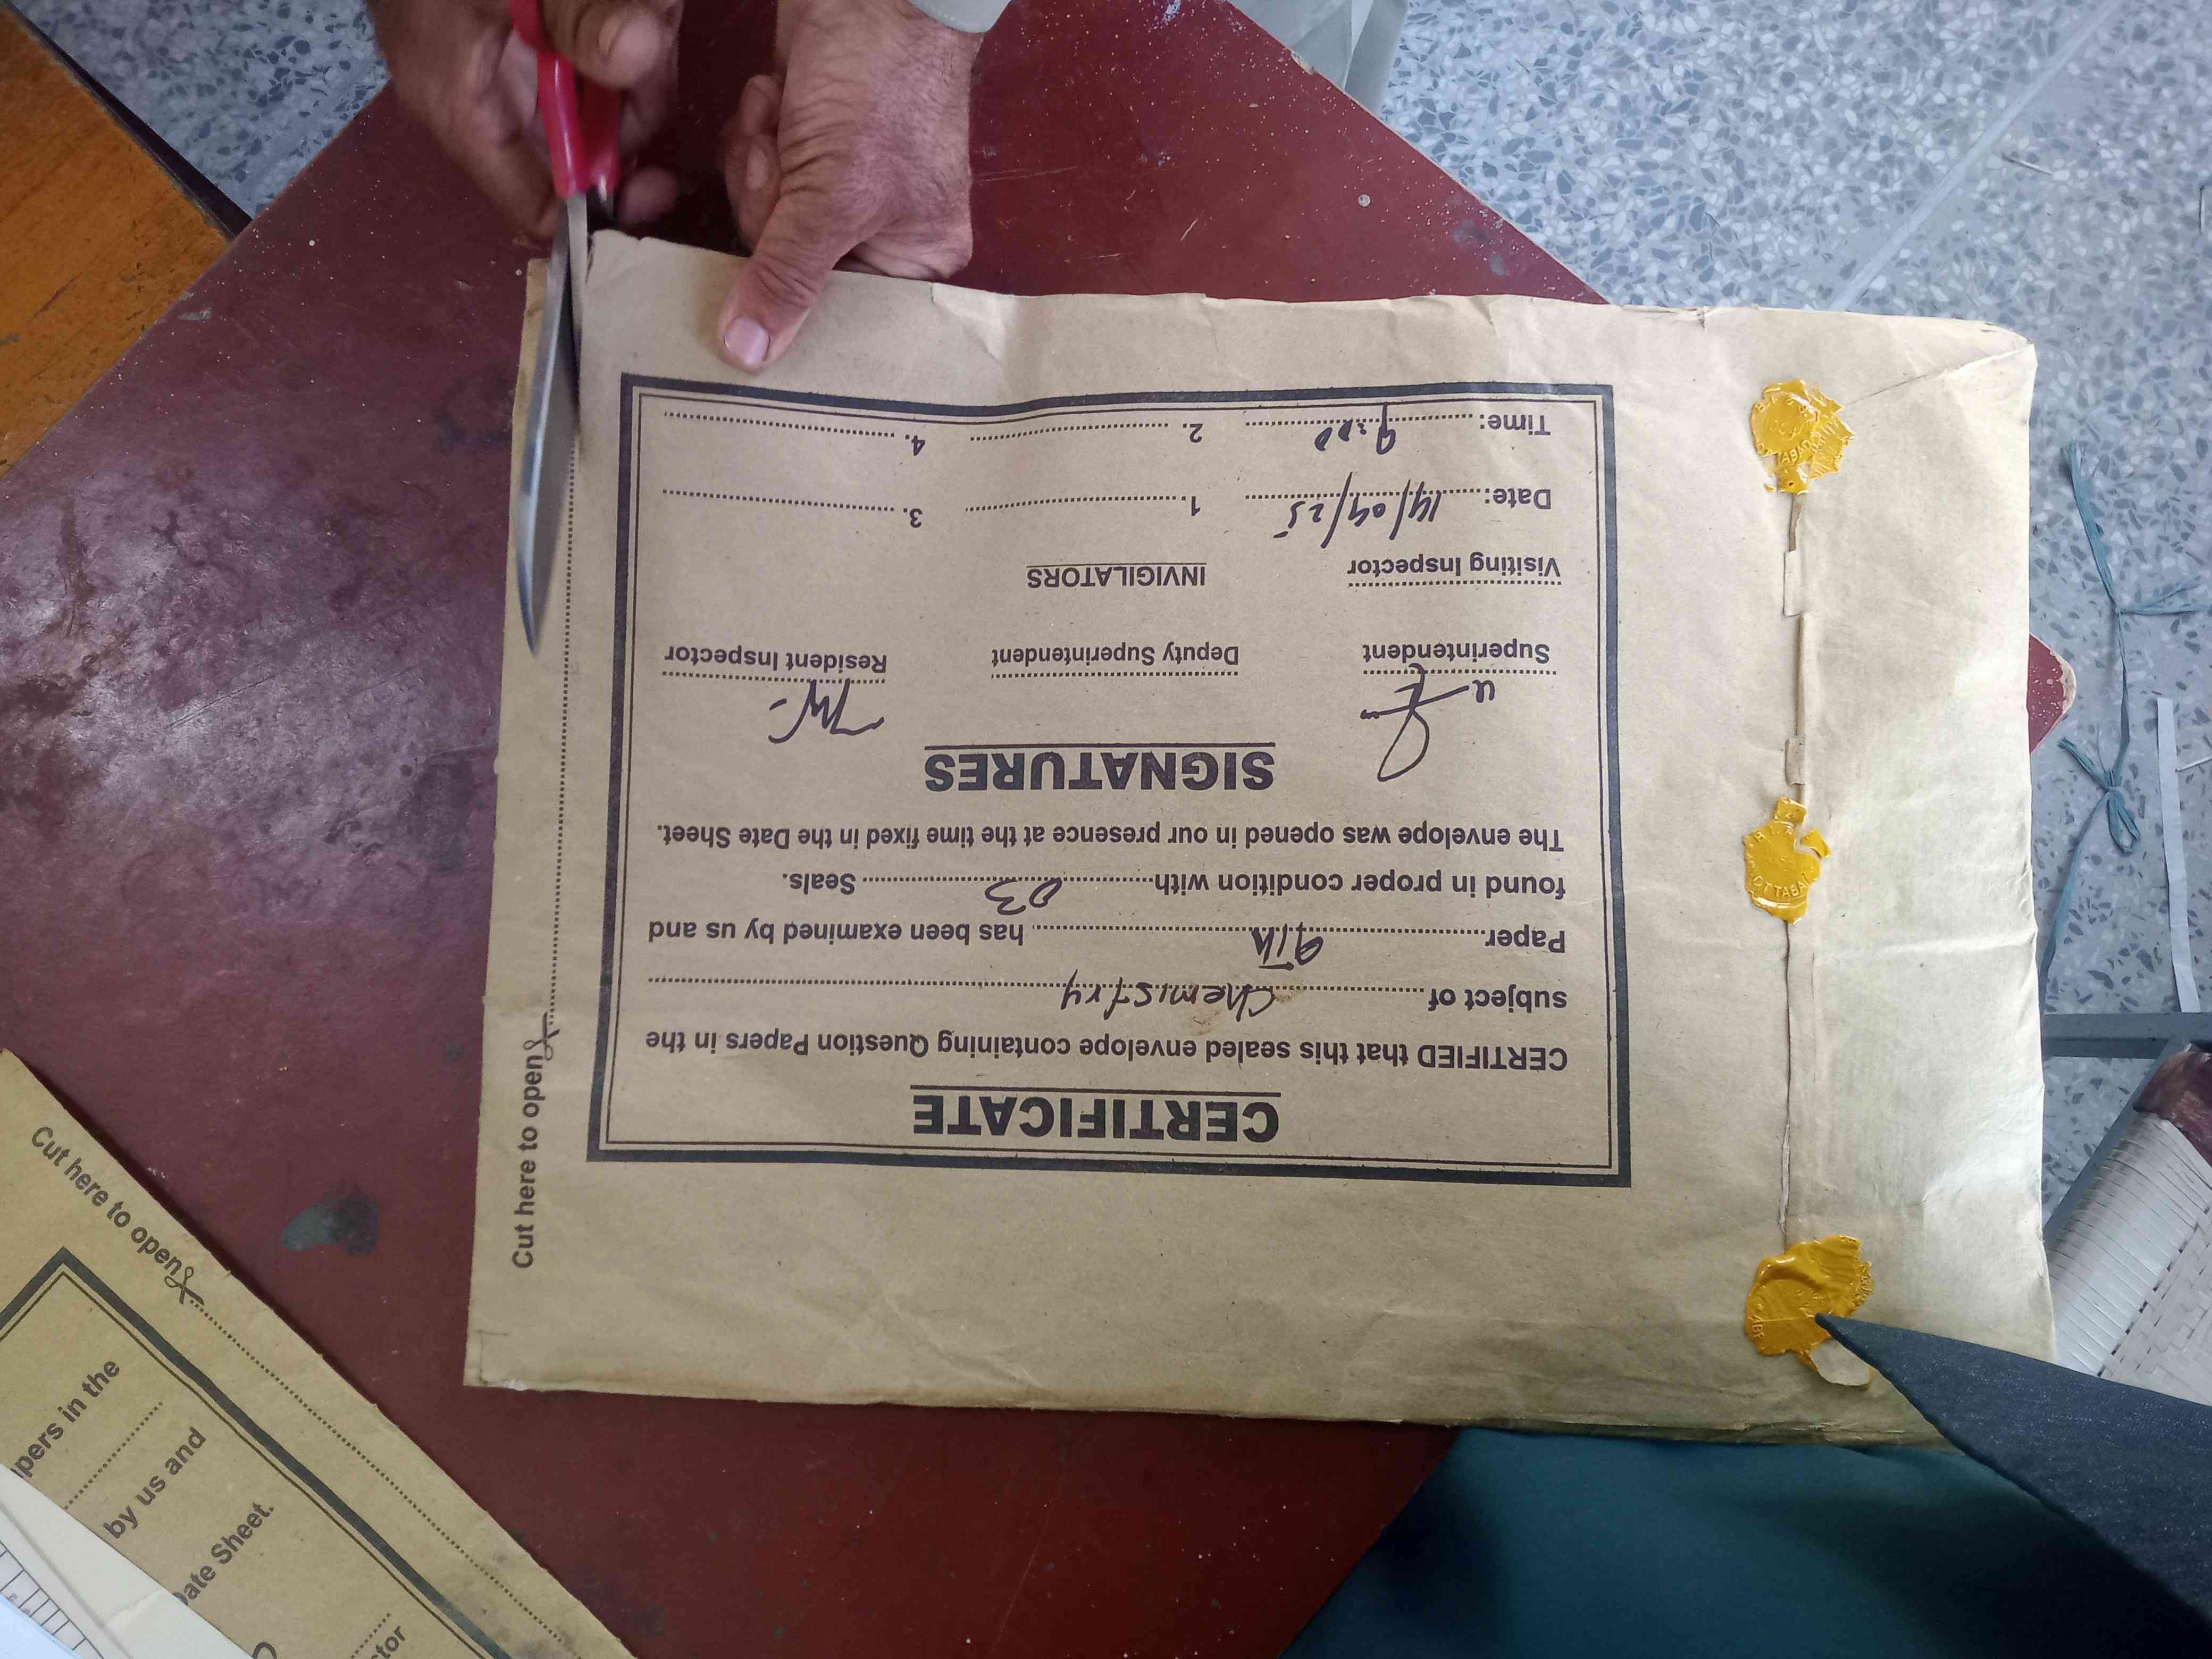 CERTIFICATE
CERTIFIED that this sealed envelope containing Question Papers in the
subject of Chemistry
Paper 9th has been examined by us and
found in proper condition with 03 Seals.
The envelope was opened in our presence at the time fixed in the Date Sheet.
SIGNATURES
Superintendent Deputy Superintendent Resident Inspector
Visiting Inspector INVIGILATORS
Date: 14/04/25 1. 3.
Time: 9:00 2. 4.
Cut here to open
Cut here to open
pers in the
by us and
Date Sheet.
ctor